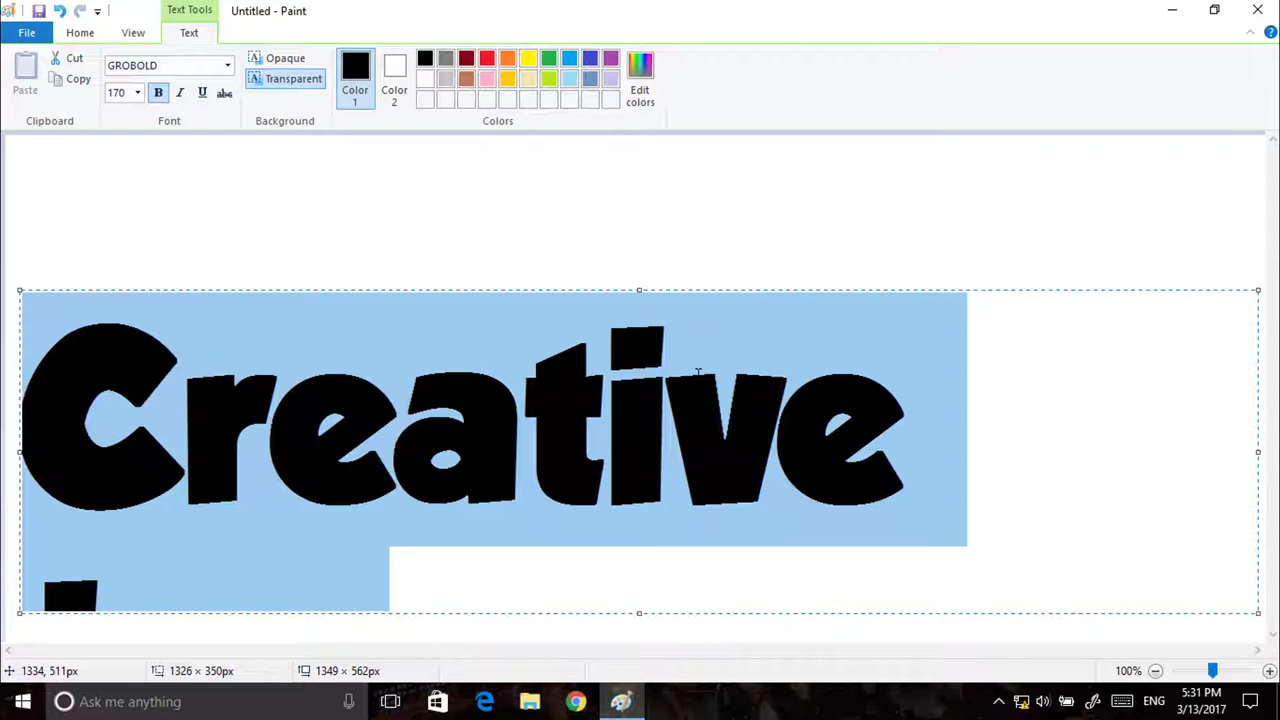 Text Tools
Untitled - Paint
File
Home
View
Text
Paste
Cut
Copy
Clipboard
GROBOLD
170
B
I
U
abc
Font
Opaque
Transparent
Background
Color
1
Color
2
Edit
colors
Colors
Creative
1334, 511px
1326 × 350px
1349 × 562px
100%
Ask me anything
ENG
5:31 PM
3/13/2017